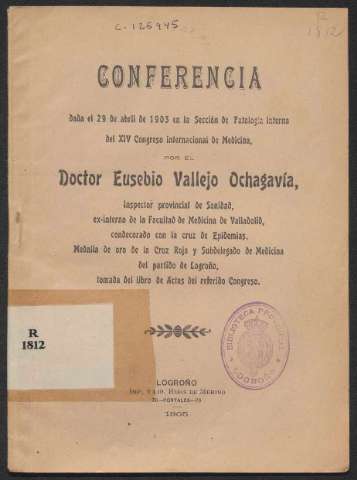 C-125945
R
1812
CONFERENCIA
dada el 29 de abril de 1903 en la Sección de Patología interna
del XIV Congreso internacional de Medicina,
POR EL
Doctor Eusebio Vallejo Ochagavía,
Inspector provincial de Sanidad,
ex-interno de la Facultad de Medicina de Valladolid,
condecorado con la cruz de Epidemias,
Medalla de oro de la Cruz Roja y Subdelegado de Medicina
del partido de Logroño,
tomada del libro de Actas del referido Congreso.
R
1812
BIBLIOTECA PROVINCIAL
LOGROÑO
LOGROÑO
IMP. Y LIB. HIJOS DE MERINO
PORTALES
1905